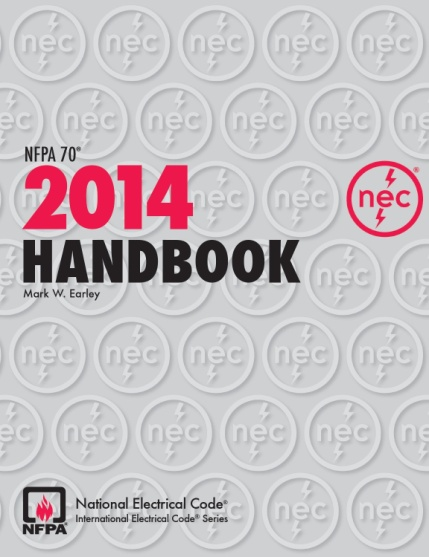 NFPA 70®
2014
nec®
HANDBOOK
Mark W. Earley
National Electrical Code®
International Electrical Code® Series
NFPA®